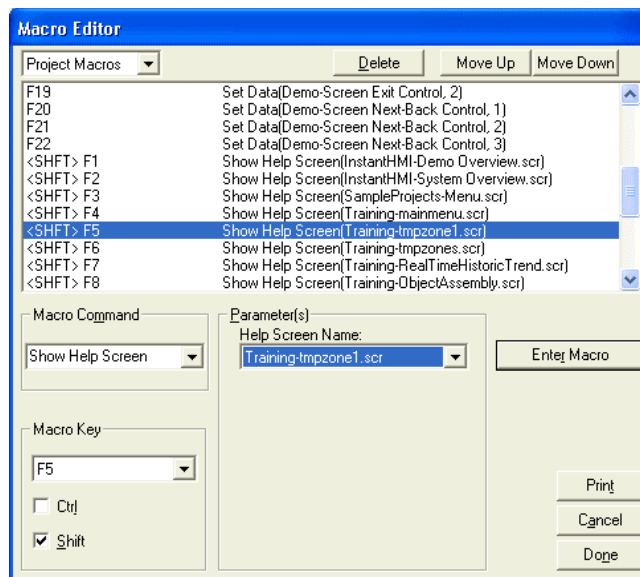 Macro Editor
Project Macros Delete Move Up Move Down
F19 Set Data(Demo-Screen Exit Control, 2)
F20 Set Data(Demo-Screen Next-Back Control, 1)
F21 Set Data(Demo-Screen Next-Back Control, 2)
F22 Set Data(Demo-Screen Next-Back Control, 3)
<SHFT> F1 Show Help Screen(InstantHMI-Demo Overview.scr)
<SHFT> F2 Show Help Screen(InstantHMI-System Overview.scr)
<SHFT> F3 Show Help Screen(SampleProjects-Menu.scr)
<SHFT> F4 Show Help Screen(Training-mainmenu.scr)
<SHFT> F5 Show Help Screen(Training-tmpzone1.scr)
<SHFT> F6 Show Help Screen(Training-tmpzones.scr)
<SHFT> F7 Show Help Screen(Training-RealTimeHistoricTrend.scr)
<SHFT> F8 Show Help Screen(Training-ObjectAssembly.scr)
Macro Command
Show Help Screen
Parameter(s)
Help Screen Name:
Training-tmpzone1.scr
Enter Macro
Macro Key
F5
Ctrl
Shift
Print
Cancel
Done